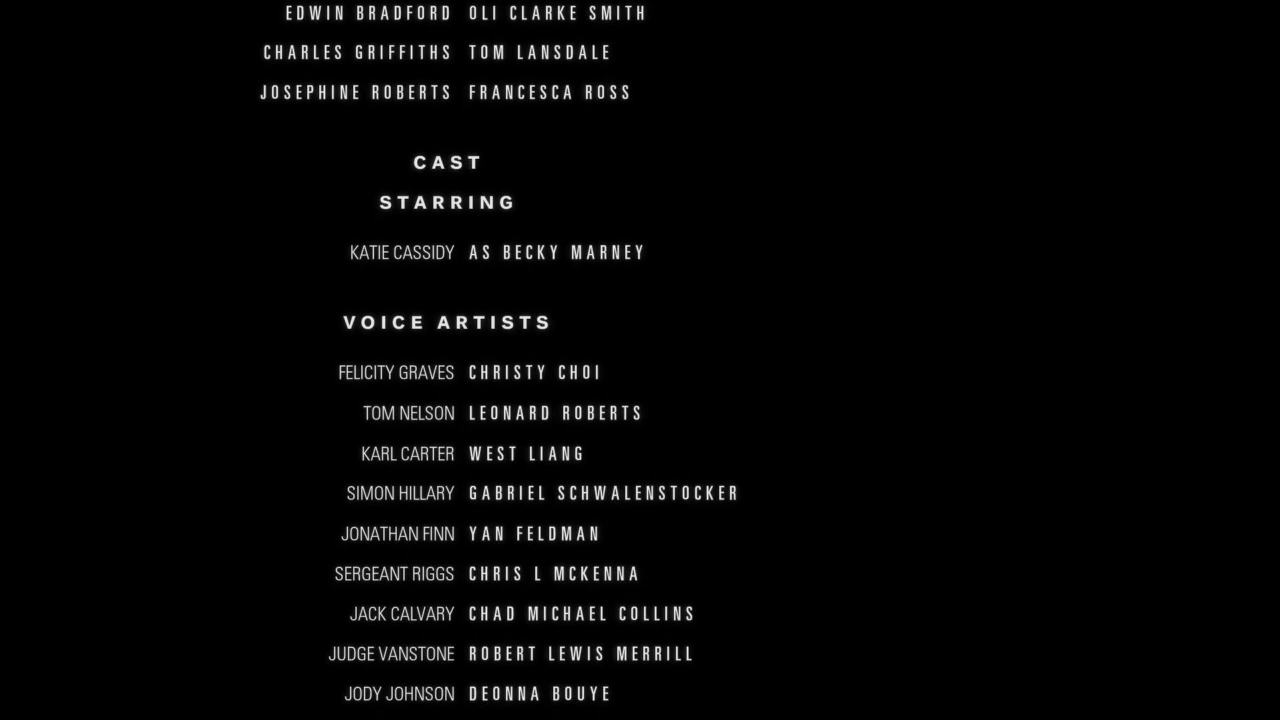 EDWIN BRADFORD OLI CLARKE SMITH
CHARLES GRIFFITHS TOM LANSDALE
JOSEPHINE ROBERTS FRANCESCA ROSS
CAST
STARRING
KATIE CASSIDY AS BECKY MARNEY
VOICE ARTISTS
FELICITY GRAVES CHRISTY CHOI
TOM NELSON LEONARD ROBERTS
KARL CARTER WEST LIANG
SIMON HILLARY GABRIEL SCHWALENSTOCKER
JONATHAN FINN YAN FELDMAN
SERGEANT RIGGS CHRIS L MCKENNA
JACK CALVARY CHAD MICHAEL COLLINS
JUDGE VANSTONE ROBERT LEWIS MERRILL
JODY JOHNSON DEONNA BOUYE